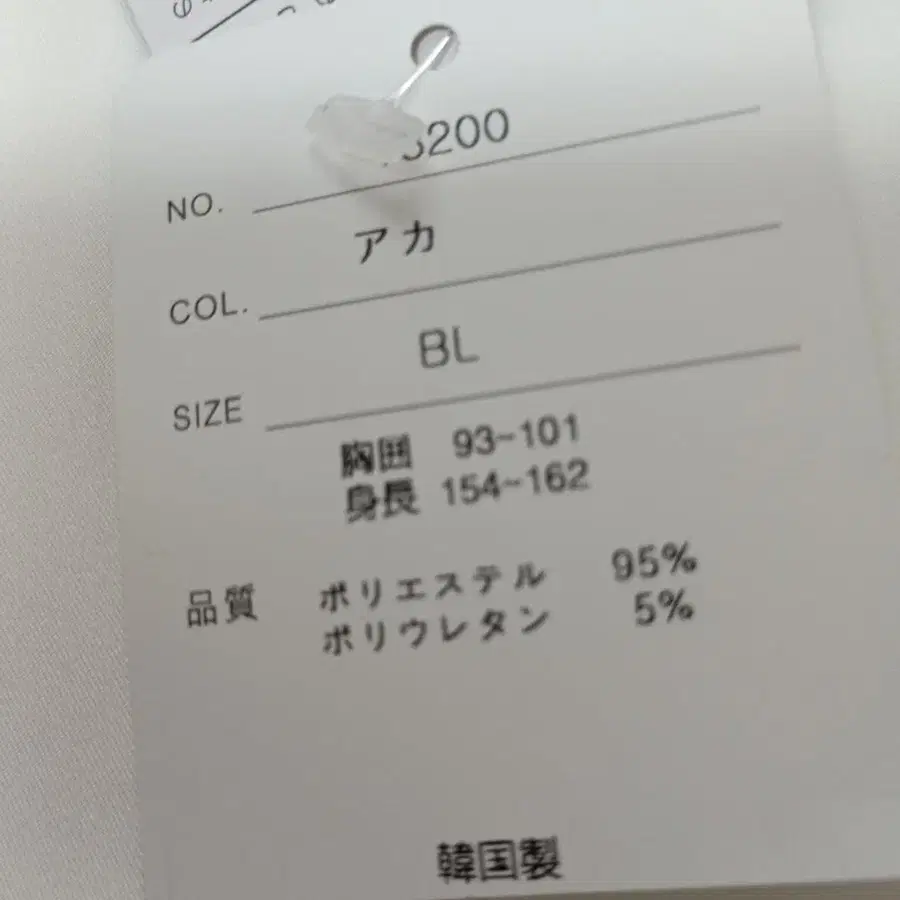 NO. 5200
COL. アカ
SIZE BL
胸囲 93-101
身長 154-162
品質 ポリエステル 95%
ポリウレタン 5%
韓国製